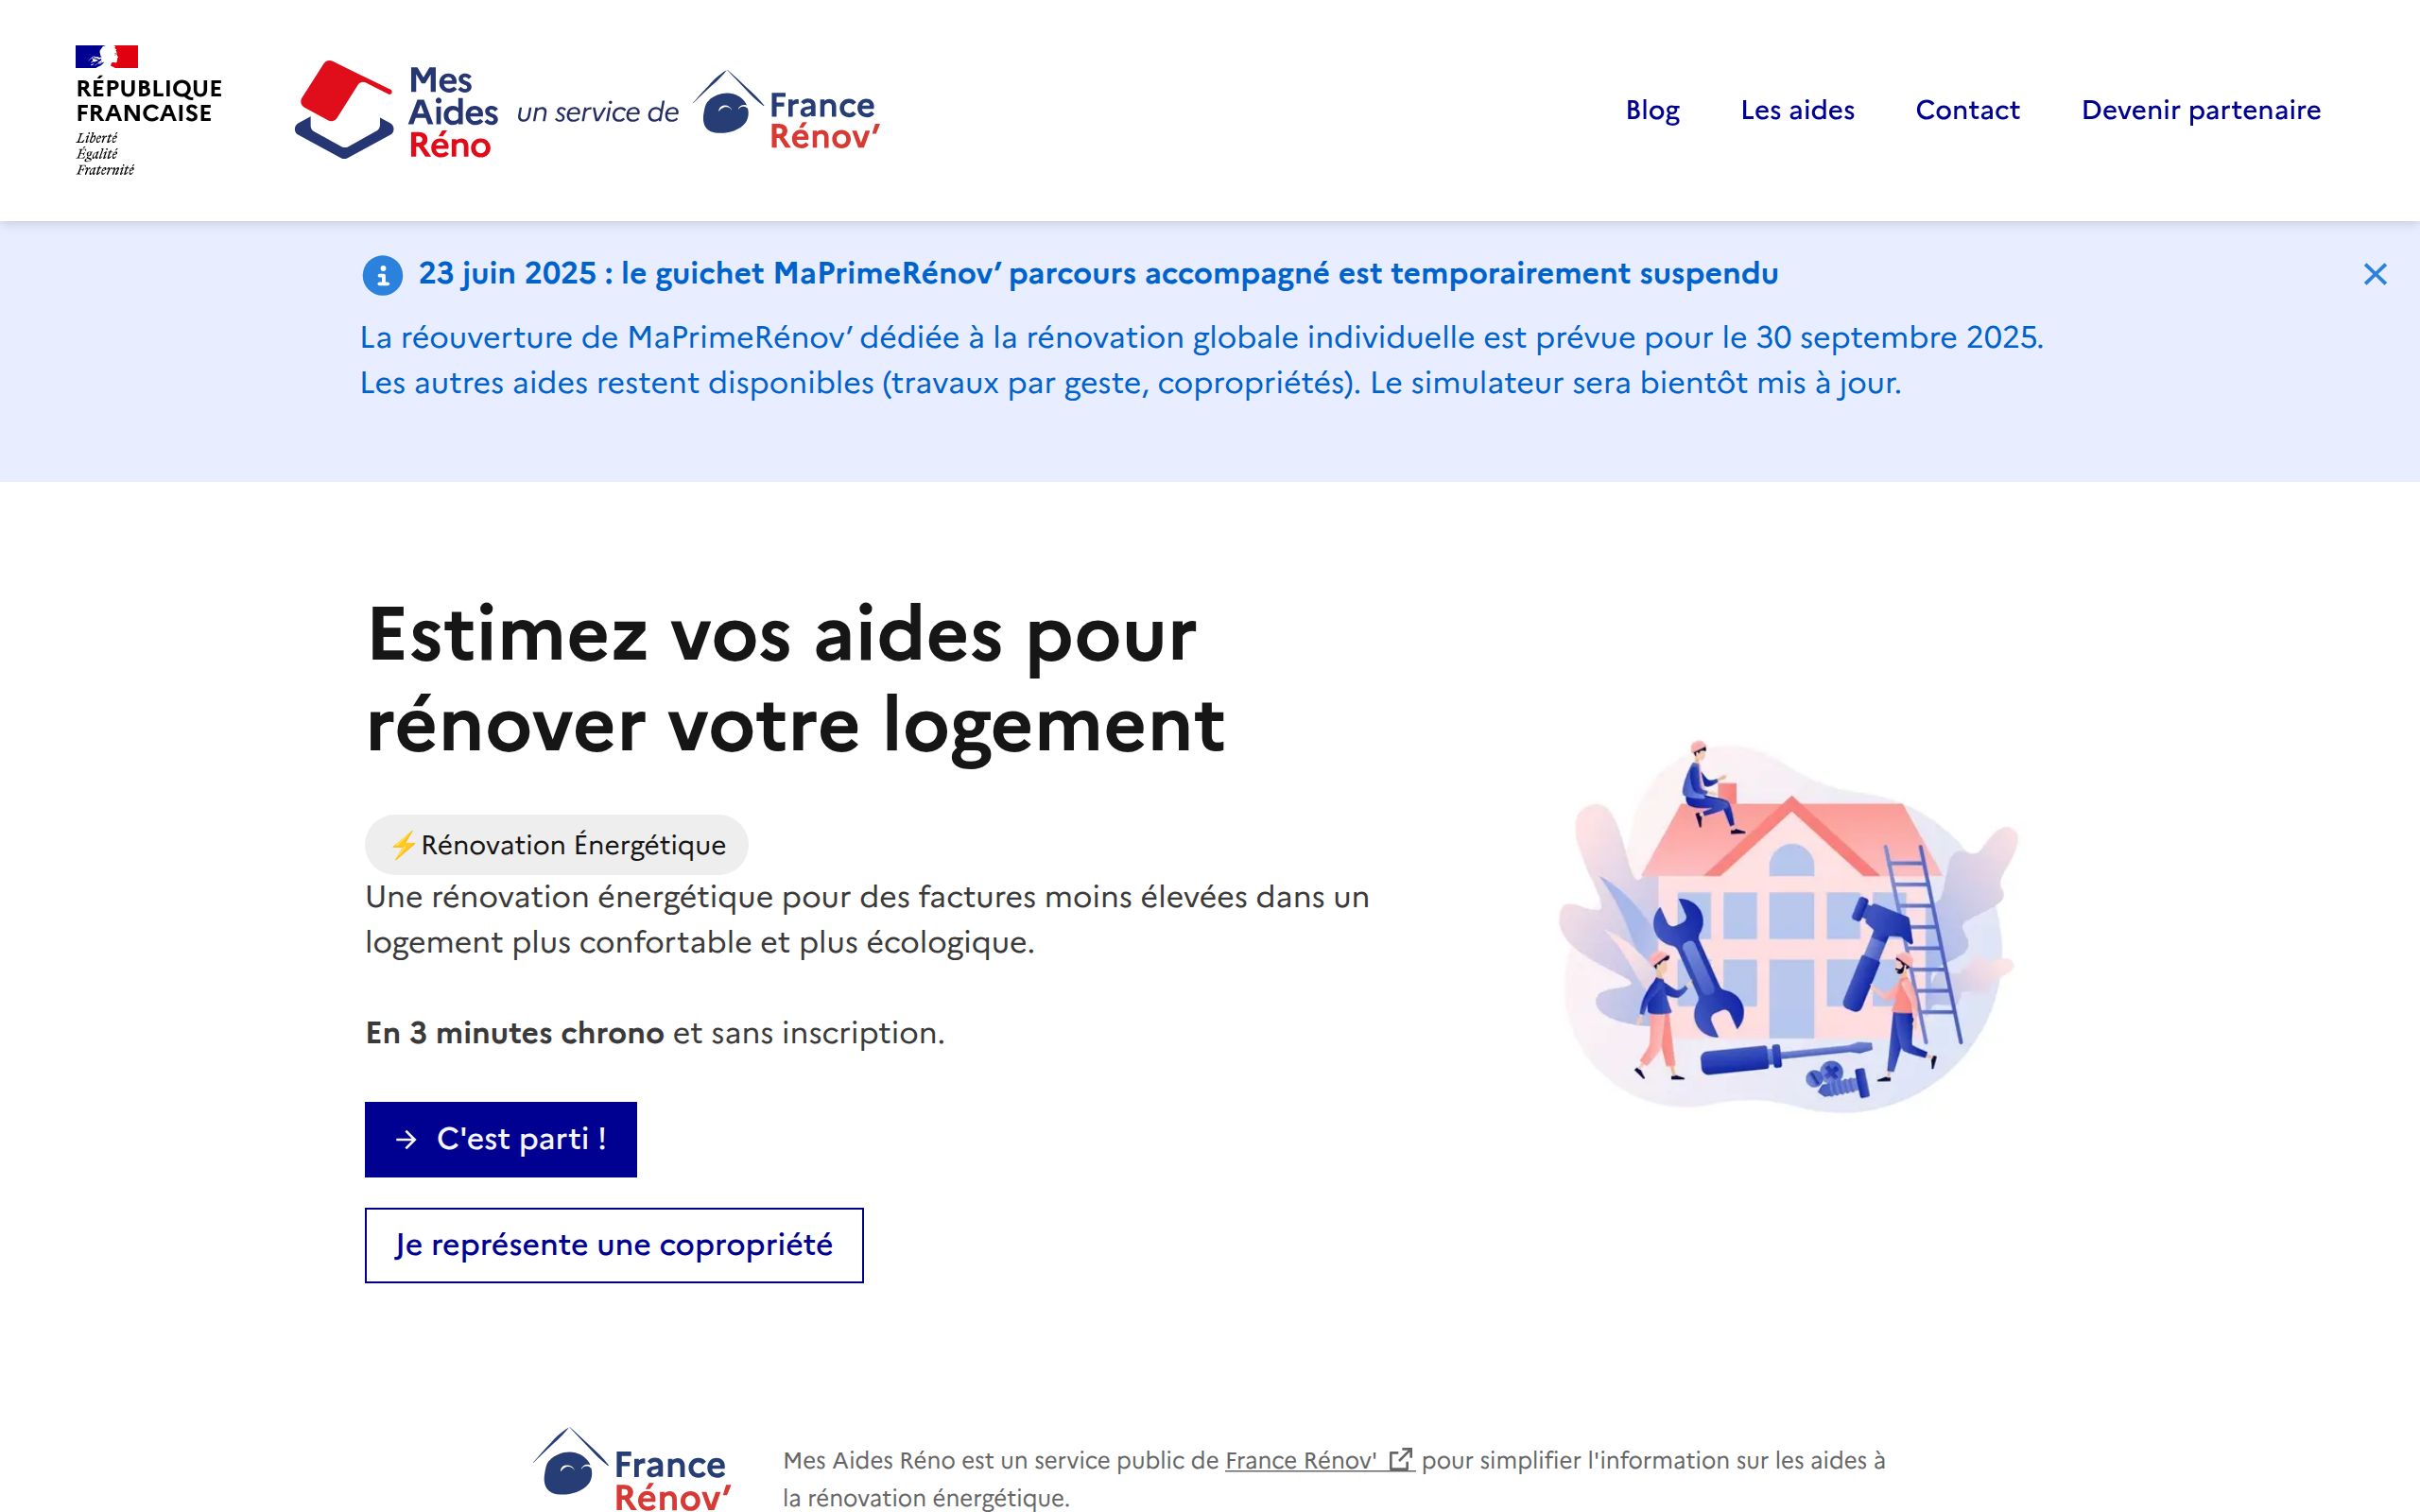 RÉPUBLIQUE
FRANCAISE
Liberté
Égalité
Fraternité
Mes
Aides
Réno
un service de
France
Rénov’
Blog
Les aides
Contact
Devenir partenaire
23 juin 2025 : le guichet MaPrimeRénov’ parcours accompagné est temporairement suspendu
La réouverture de MaPrimeRénov’ dédiée à la rénovation globale individuelle est prévue pour le 30 septembre 2025.
Les autres aides restent disponibles (travaux par geste, copropriétés). Le simulateur sera bientôt mis à jour.
Estimez vos aides pour
rénover votre logement
⚡Rénovation Énergétique
Une rénovation énergétique pour des factures moins élevées dans un
logement plus confortable et plus écologique.
En 3 minutes chrono et sans inscription.
→ C'est parti !
Je représente une copropriété
France
Rénov’
Mes Aides Réno est un service public de France Rénov' pour simplifier l'information sur les aides à
la rénovation énergétique.